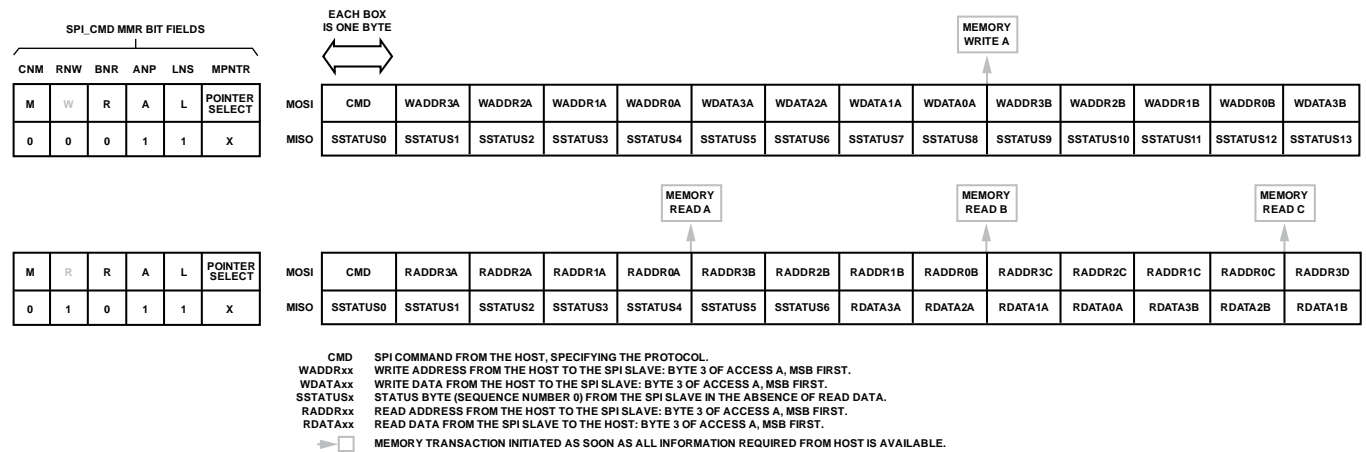 SPI_CMD MMR BIT FIELDS
EACH BOX
IS ONE BYTE
MEMORY
WRITE A
CNM RNW BNR ANP LNS MPNTR
M W R A L POINTER SELECT
0 0 0 1 1 X
MOSI CMD WADDR3A WADDR2A WADDR1A WADDR0A WDATA3A WDATA2A WDATA1A WDATA0A WADDR3B WADDR2B WADDR1B WADDR0B WDATA3B
MISO SSTATUS0 SSTATUS1 SSTATUS2 SSTATUS3 SSTATUS4 SSTATUS5 SSTATUS6 SSTATUS7 SSTATUS8 SSTATUS9 SSTATUS10 SSTATUS11 SSTATUS12 SSTATUS13
MEMORY
READ A
MEMORY
READ B
MEMORY
READ C
M R R A L POINTER SELECT
0 1 0 1 1 X
MOSI CMD RADDR3A RADDR2A RADDR1A RADDR0A RADDR3B RADDR2B RADDR1B RADDR0B RADDR3C RADDR2C RADDR1C RADDR0C RADDR3D
MISO SSTATUS0 SSTATUS1 SSTATUS2 SSTATUS3 SSTATUS4 SSTATUS5 SSTATUS6 RDATA3A RDATA2A RDATA1A RDATA0A RDATA3B RDATA2B RDATA1B
CMD SPI COMMAND FROM THE HOST, SPECIFYING THE PROTOCOL.
WADDRxx WRITE ADDRESS FROM THE HOST TO THE SPI SLAVE: BYTE 3 OF ACCESS A, MSB FIRST.
WDATAxx WRITE DATA FROM THE HOST TO THE SPI SLAVE: BYTE 3 OF ACCESS A, MSB FIRST.
SSTATUSx STATUS BYTE (SEQUENCE NUMBER 0) FROM THE SPI SLAVE IN THE ABSENCE OF READ DATA.
RADDRxx READ ADDRESS FROM THE HOST TO THE SPI SLAVE: BYTE 3 OF ACCESS A, MSB FIRST.
RDATAxx READ DATA FROM THE SPI SLAVE TO THE HOST: BYTE 3 OF ACCESS A, MSB FIRST.
MEMORY TRANSACTION INITIATED AS SOON AS ALL INFORMATION REQUIRED FROM HOST IS AVAILABLE.